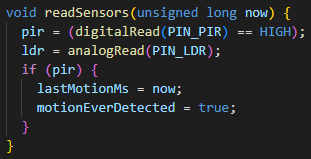 void readSensors(unsigned long now) {
  pir = (digitalRead(PIN_PIR) == HIGH);
  ldr = analogRead(PIN_LDR);
  if (pir) {
    lastMotionMs = now;
    motionEverDetected = true;
  }
}